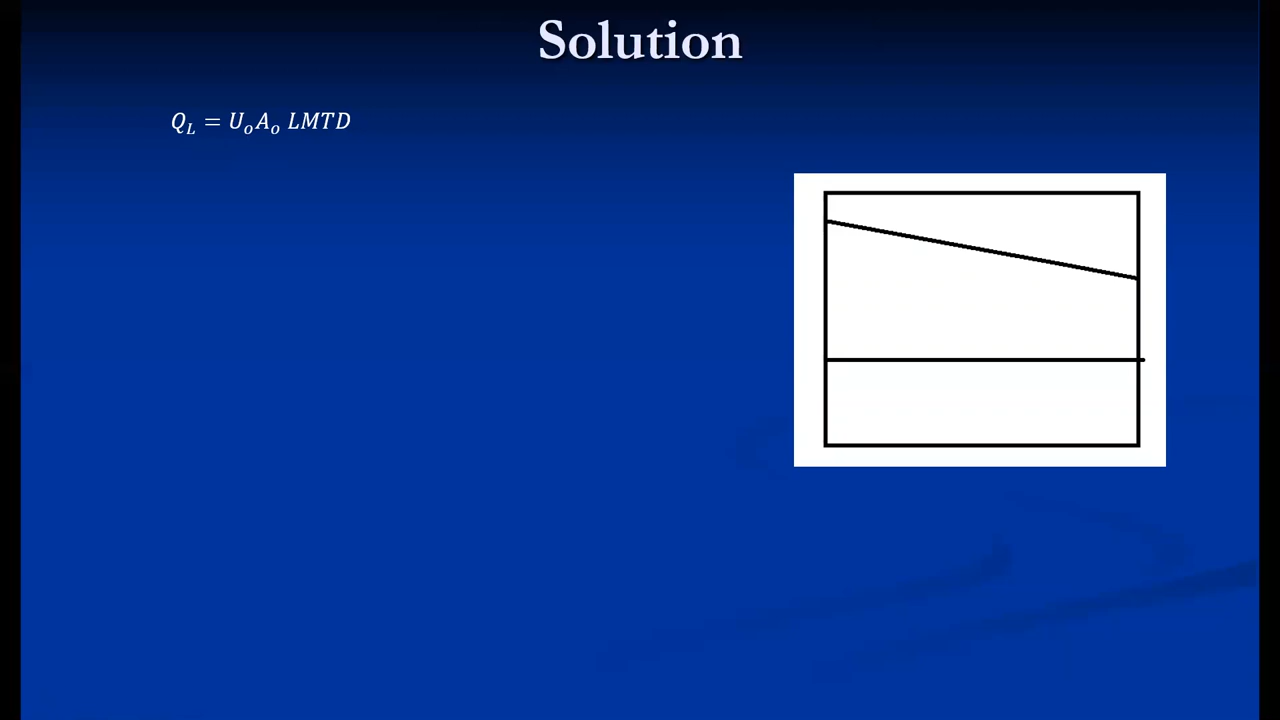 Solution
Q_L = U_o A_o LMTD